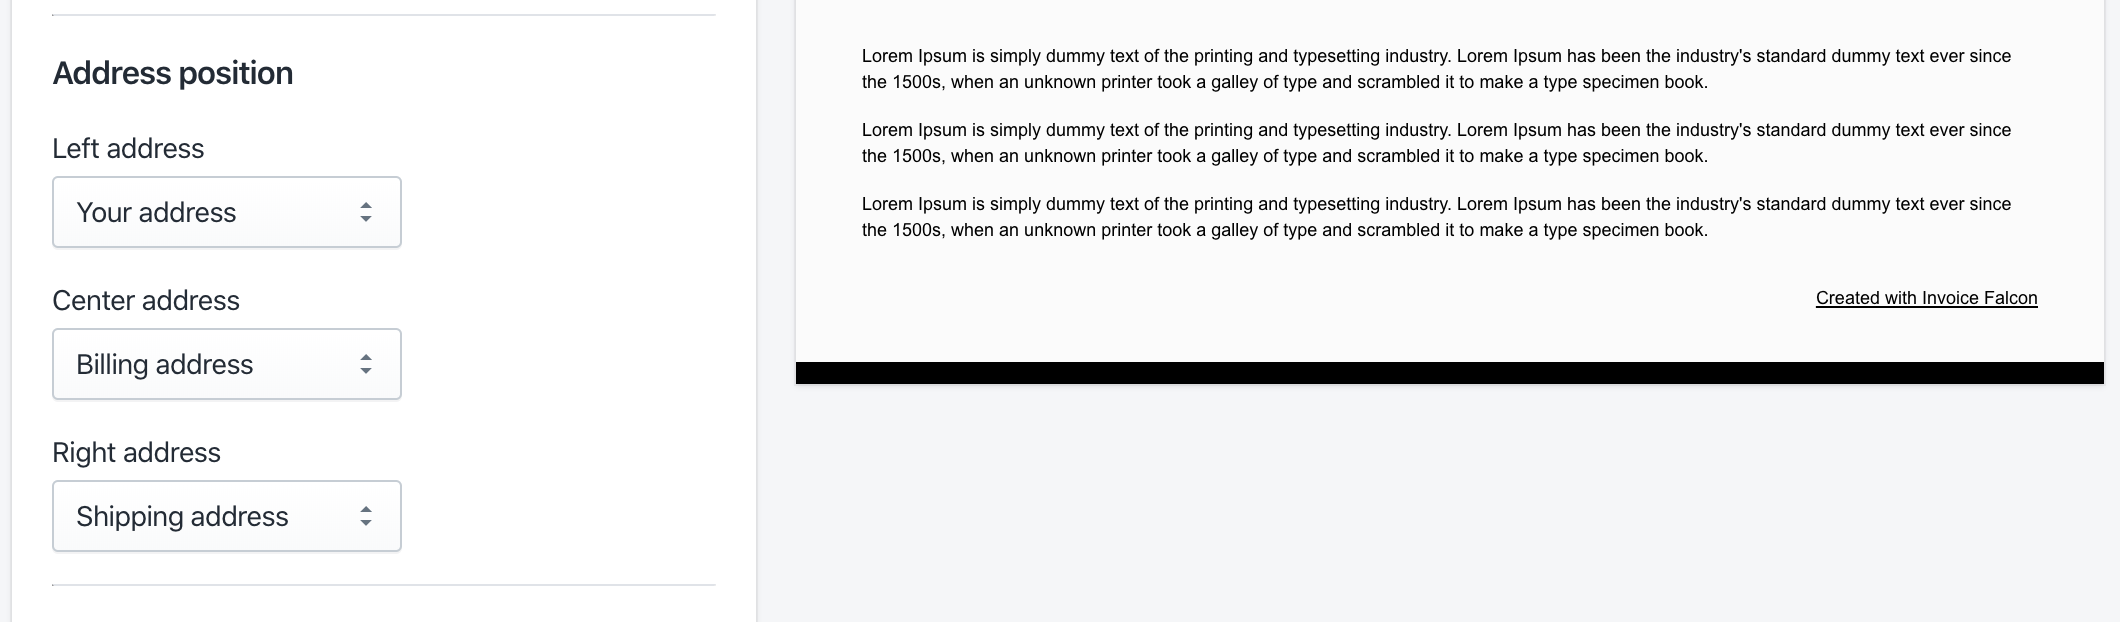 Address position
Left address
Your address
Center address
Billing address
Right address
Shipping address
Lorem Ipsum is simply dummy text of the printing and typesetting industry. Lorem Ipsum has been the industry's standard dummy text ever since
the 1500s, when an unknown printer took a galley of type and scrambled it to make a type specimen book.
Lorem Ipsum is simply dummy text of the printing and typesetting industry. Lorem Ipsum has been the industry's standard dummy text ever since
the 1500s, when an unknown printer took a galley of type and scrambled it to make a type specimen book.
Lorem Ipsum is simply dummy text of the printing and typesetting industry. Lorem Ipsum has been the industry's standard dummy text ever since
the 1500s, when an unknown printer took a galley of type and scrambled it to make a type specimen book.
Created with Invoice Falcon